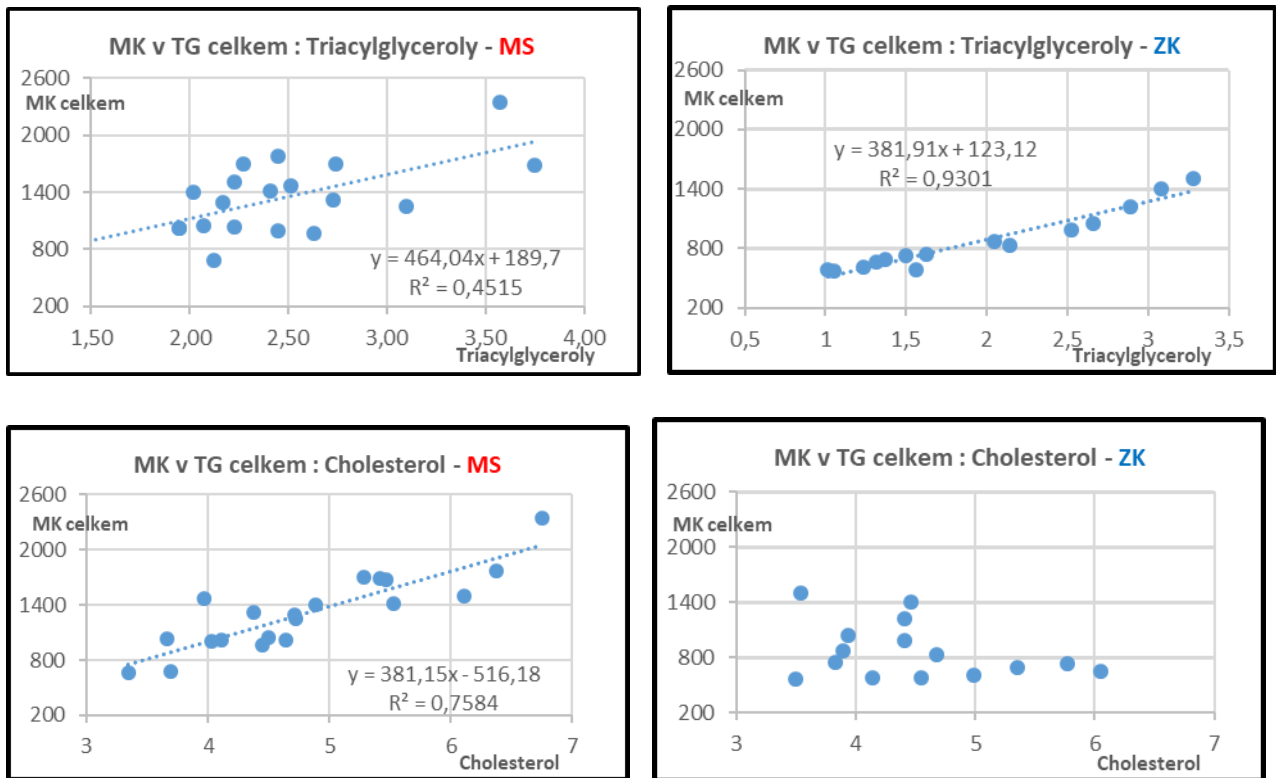 MK v TG celkem : Triacylglyceroly - MS
2600
MK celkem
2000
1400
800
200
y = 464,04x + 189,7
R² = 0,4515
1,50 2,00 2,50 3,00 3,50 4,00
Triacylglyceroly
MK v TG celkem : Triacylglyceroly - ZK
2600
MK celkem
2000
1400
800
200
y = 381,91x + 123,12
R² = 0,9301
0,5 1 1,5 2 2,5 3 3,5
Triacylglyceroly
MK v TG celkem : Cholesterol - MS
2600
MK celkem
2000
1400
800
200
y = 381,15x - 516,18
R² = 0,7584
3 4 5 6 7
Cholesterol
MK v TG celkem : Cholesterol - ZK
2600
MK celkem
2000
1400
800
200
3 4 5 6 7
Cholesterol